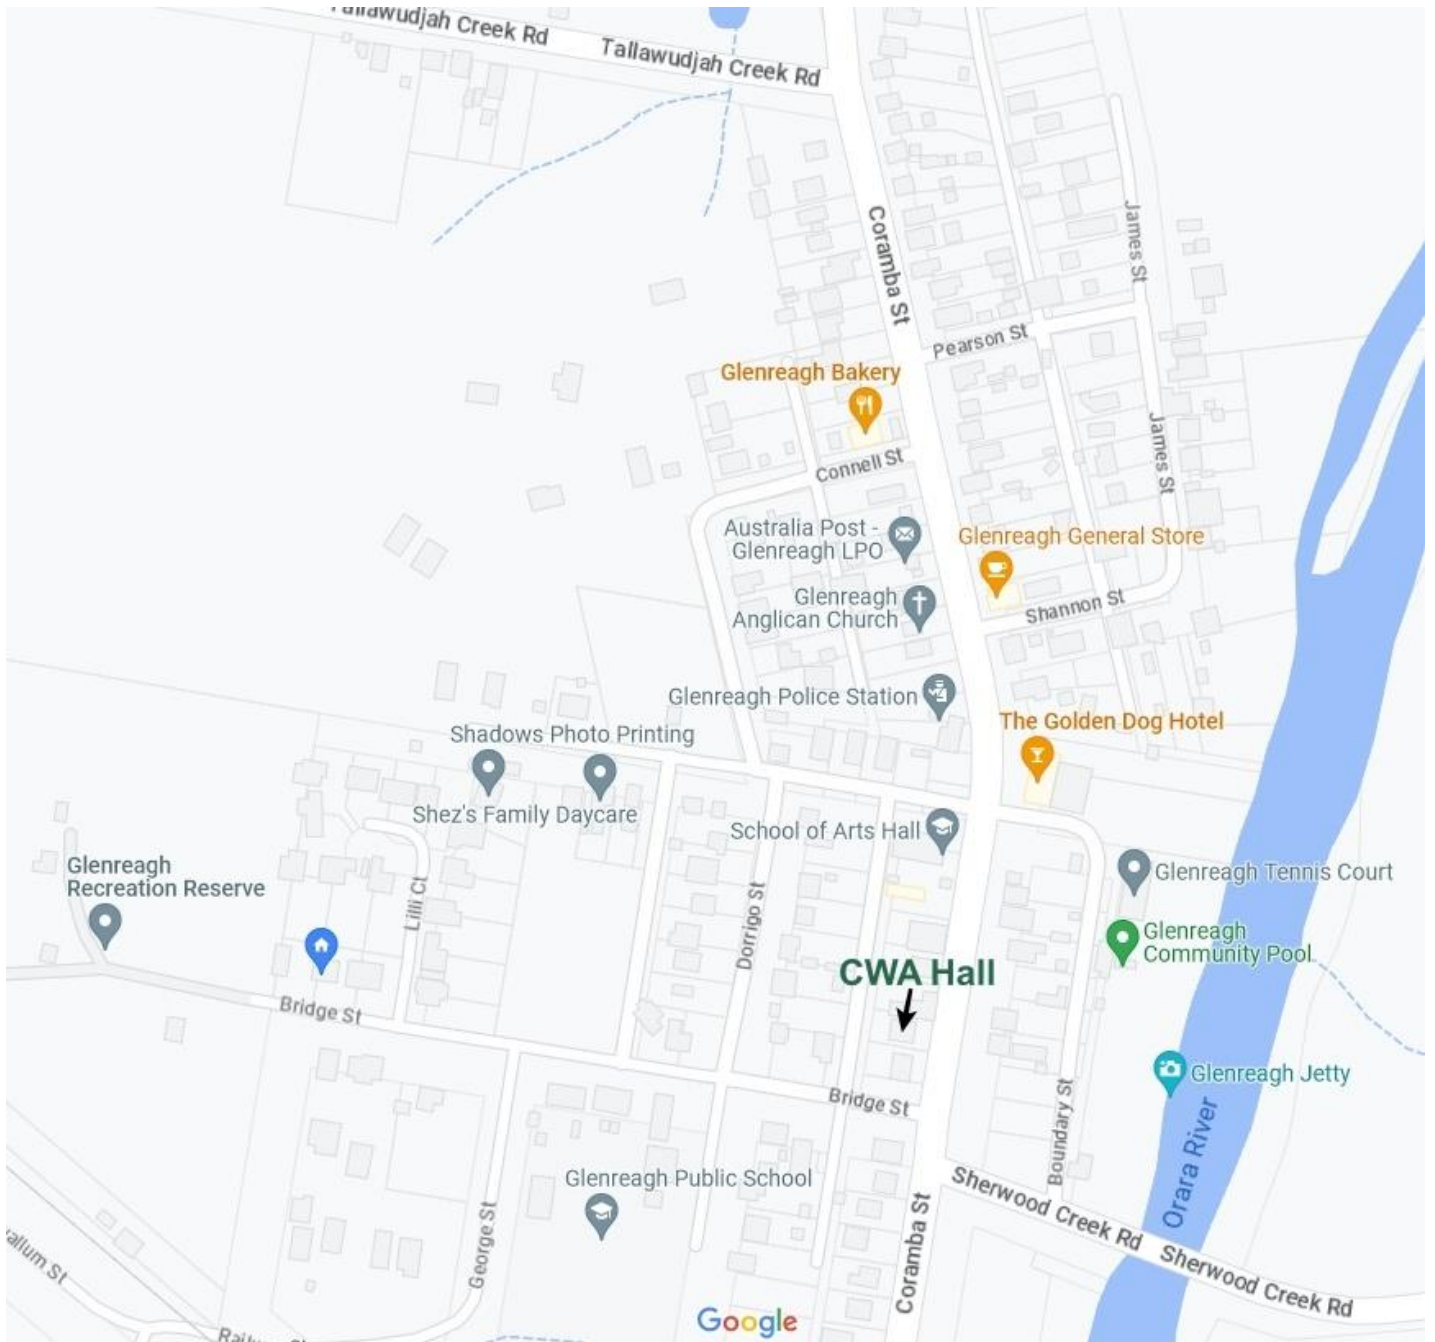 Tallawudjah Creek Rd
Tallawudjah Creek Rd
James St
Coramba St
Pearson St
Glenreagh Bakery
James St
Connell St
Australia Post -
Glenreagh LPO
Glenreagh General Store
Glenreagh
Anglican Church
Shannon St
Glenreagh Police Station
The Golden Dog Hotel
Shadows Photo Printing
Shez's Family Daycare
School of Arts Hall
Glenreagh
Recreation Reserve
Glenreagh Tennis Court
Lilli Ct
Dorrigo St
Glenreagh
Community Pool
CWA Hall
Bridge St
Glenreagh Jetty
Bridge St
Boundary St
Orara River
Glenreagh Public School
Sherwood Creek Rd
Sherwood Creek Rd
George St
Coramba St
Google